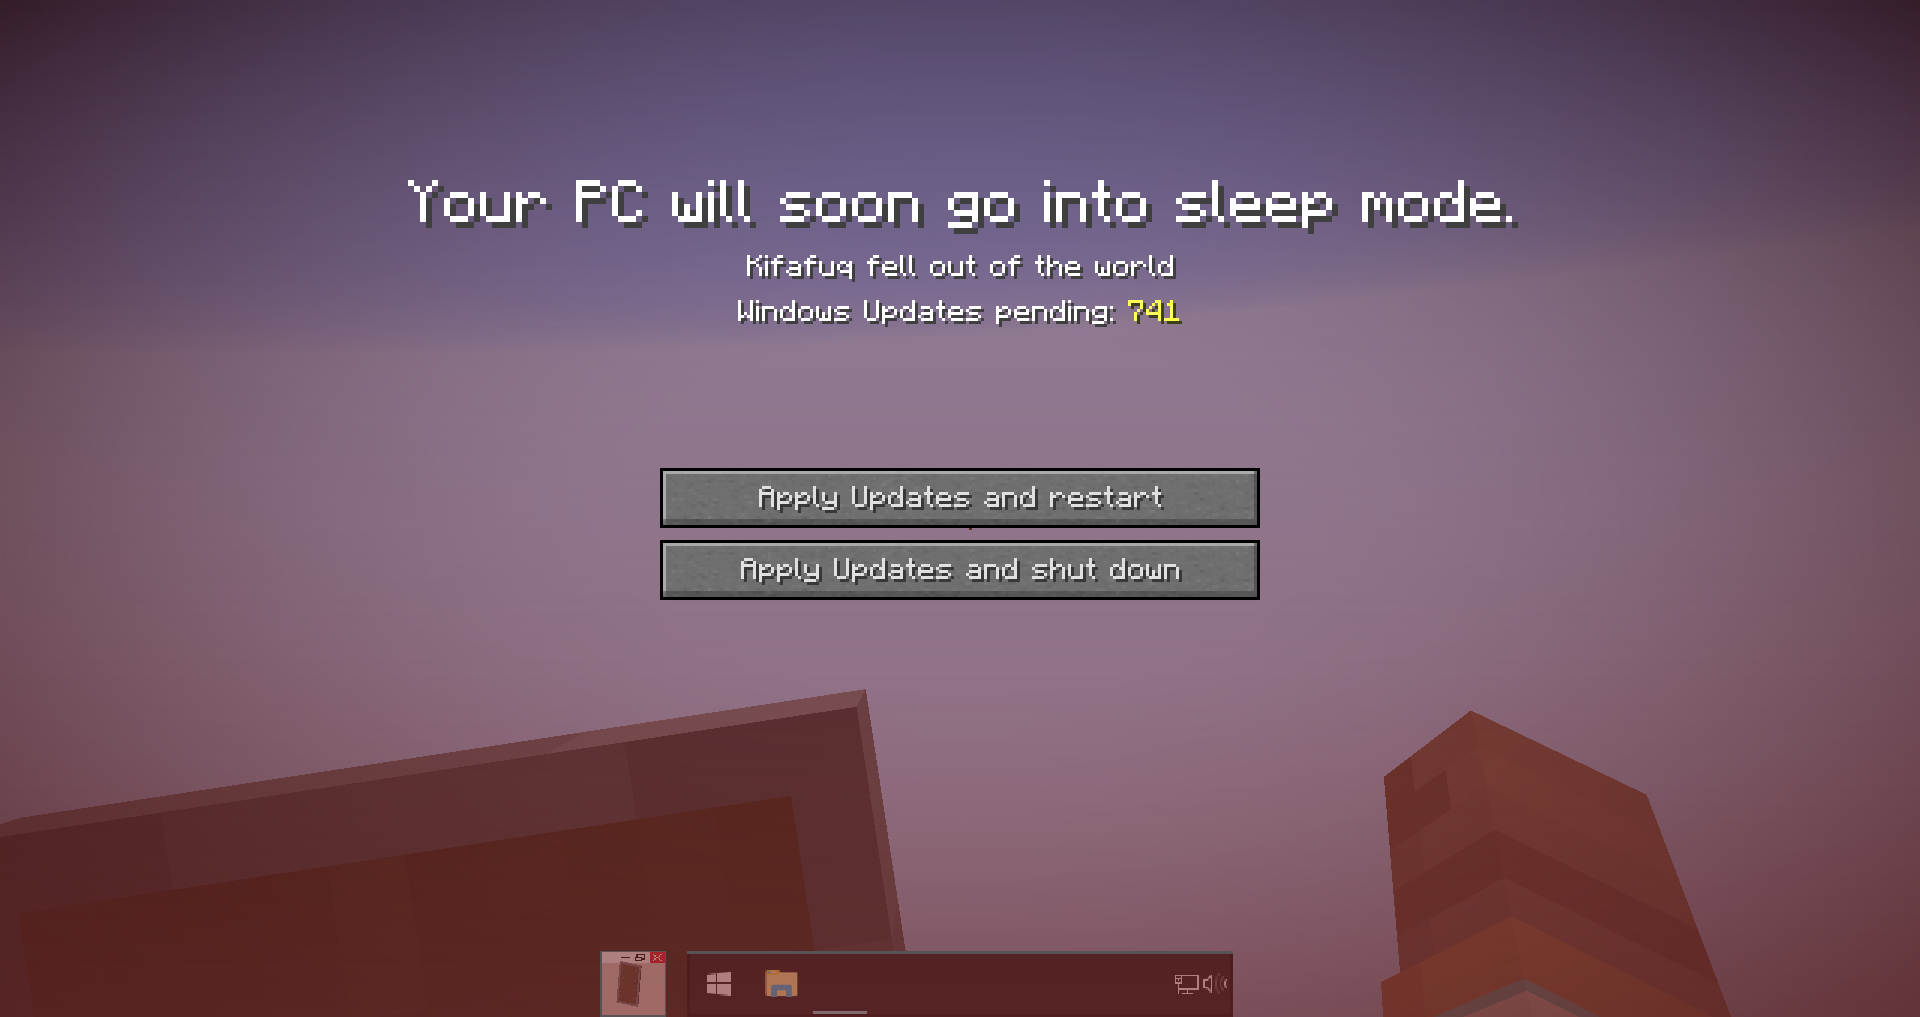 Your PC will soon go into sleep mode.
Kifafuq fell out of the world
Windows Updates pending: 741
Apply Updates and restart
Apply Updates and shut down